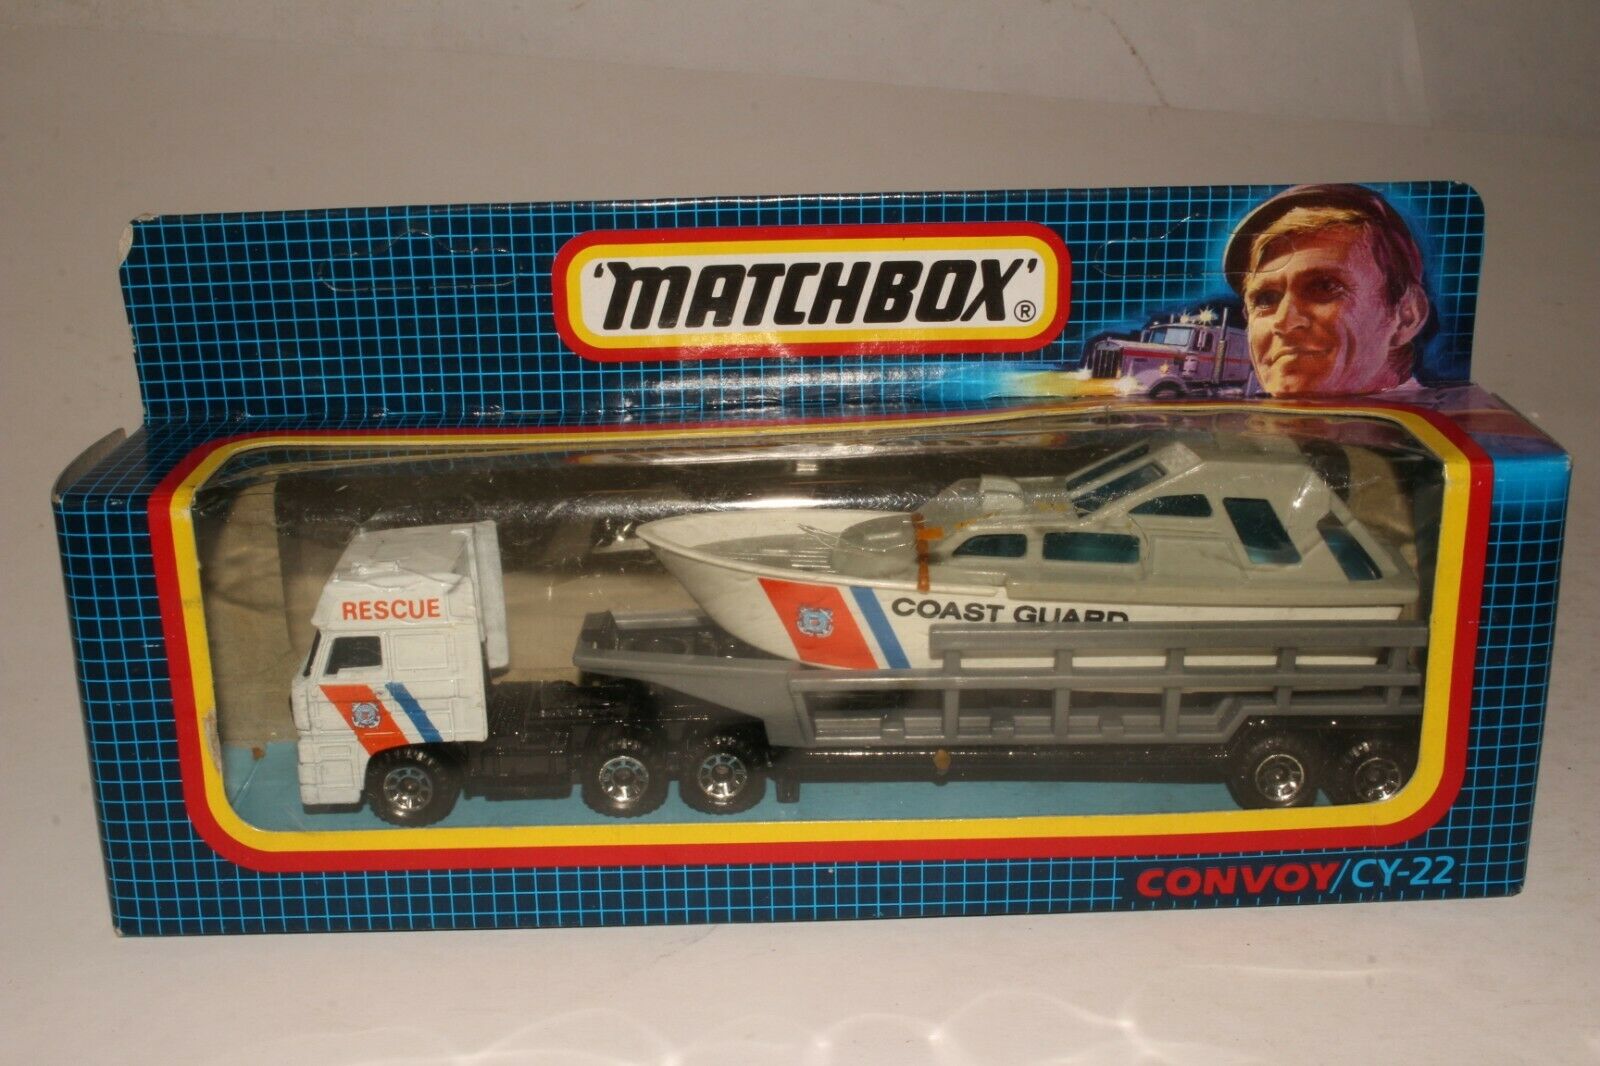 'MATCHBOX'®
RESCUE
COAST GUARD
CONVOY/CY-22